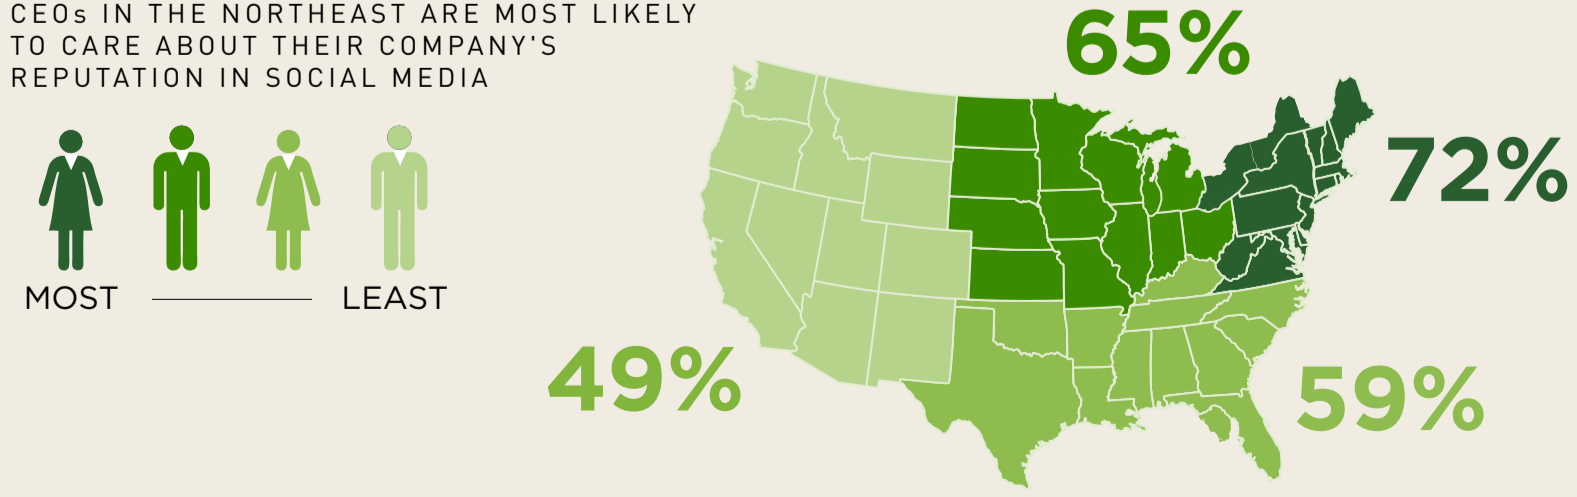 CEOs IN THE NORTHEAST ARE MOST LIKELY
TO CARE ABOUT THEIR COMPANY'S
REPUTATION IN SOCIAL MEDIA
MOST
LEAST
65%
72%
49%
59%